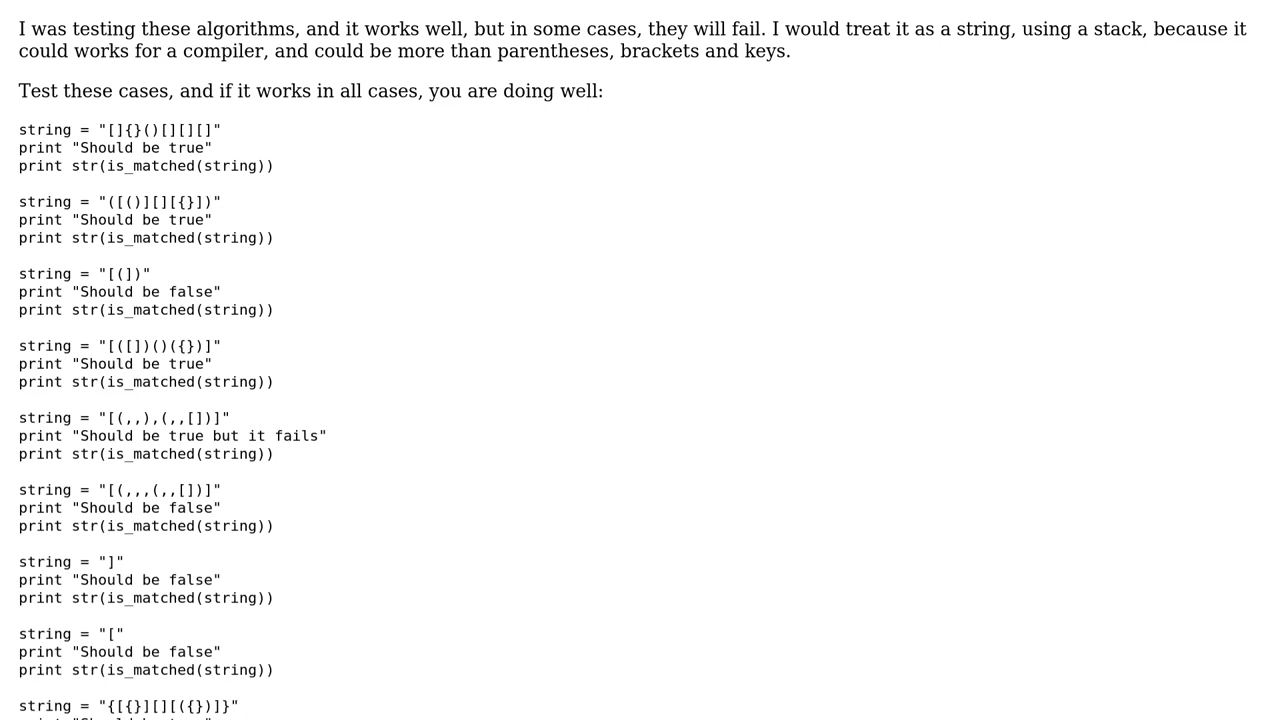 I was testing these algorithms, and it works well, but in some cases, they will fail. I would treat it as a string, using a stack, because it
could works for a compiler, and could be more than parentheses, brackets and keys.
Test these cases, and if it works in all cases, you are doing well:
string = "[]{}()[][][]"
print "Should be true"
print str(is_matched(string))
string = "([()][][{}])"
print "Should be true"
print str(is_matched(string))
string = "[(])"
print "Should be false"
print str(is_matched(string))
string = "[([])()({})]"
print "Should be true"
print str(is_matched(string))
string = "[(,,),(,,[])]"
print "Should be true but it fails"
print str(is_matched(string))
string = "[(,,,(,,[])]"
print "Should be false"
print str(is_matched(string))
string = "]"
print "Should be false"
print str(is_matched(string))
string = "["
print "Should be false"
print str(is_matched(string))
string = "{[{}][][({})]}"